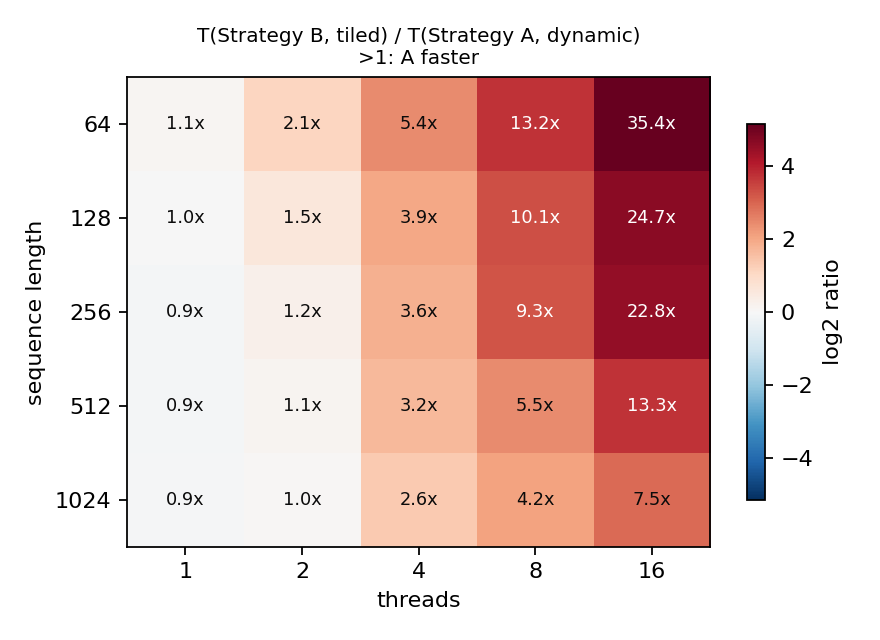 T(Strategy B, tiled) / T(Strategy A, dynamic)
>1: A faster
sequence length
64 1.1x 2.1x 5.4x 13.2x 35.4x
128 1.0x 1.5x 3.9x 10.1x 24.7x
256 0.9x 1.2x 3.6x 9.3x 22.8x
512 0.9x 1.1x 3.2x 5.5x 13.3x
1024 0.9x 1.0x 2.6x 4.2x 7.5x
1 2 4 8 16
threads
4
2
0
−2
−4
log2 ratio